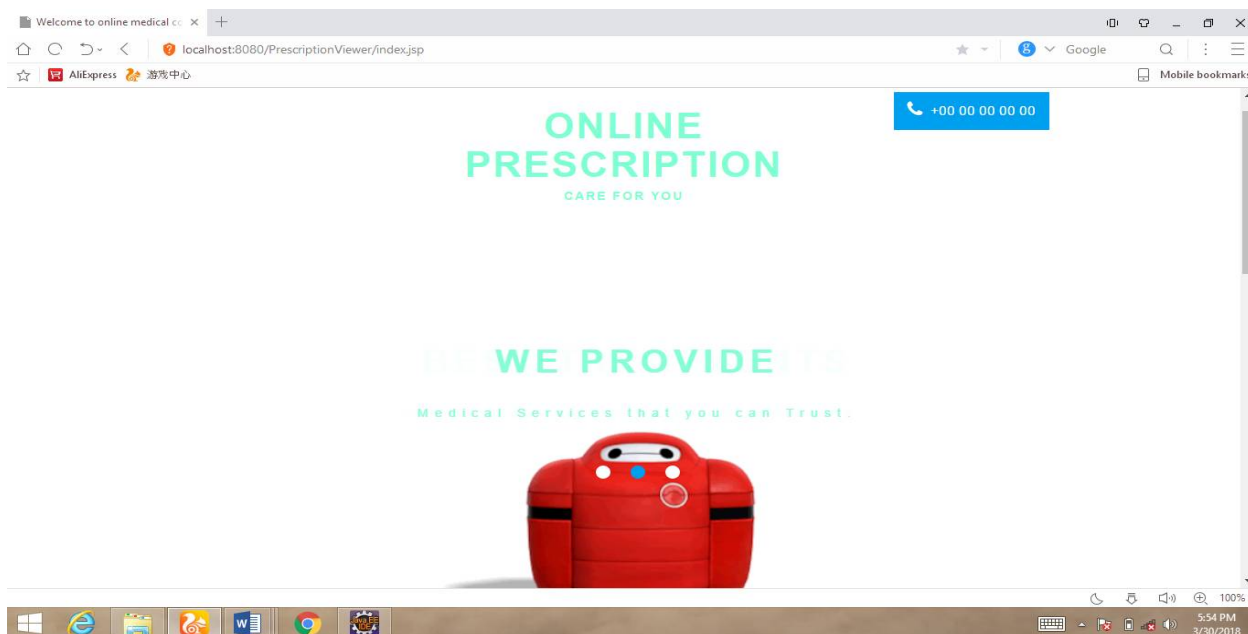 Welcome to online medical cc
localhost:8080/PrescriptionViewer/index.jsp
Google
AliExpress 游戏中心
Mobile bookmarks
+00 00 00 00 00
ONLINE
PRESCRIPTION
CARE FOR YOU
WE PROVIDE
Medical Services that you can Trust.
100%
5:54 PM
3/30/2018